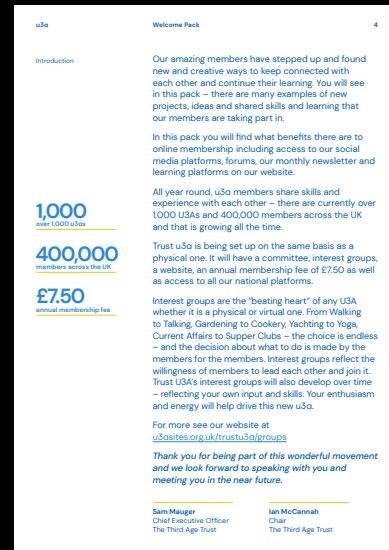 u3a
Welcome Pack
4
Introduction
Our amazing members have stepped up and found
new and creative ways to keep connected with
each other and continue their learning. You will see
in this pack – there are many examples of new
projects, ideas and shared skills and learning that
our members are taking part in.
In this pack you will find what benefits there are to
online membership including access to our social
media platforms, forums, our monthly newsletter and
learning platforms on our website.
All year round, u3a members share skills and
experience with each other – there are currently over
1,000 U3As and 400,000 members across the UK
and that is growing all the time.
1,000
over 1,000 u3as
400,000
members across the UK
£7.50
annual membership fee
Trust u3a is being set up on the same basis as a
physical one. It will have a committee, interest groups,
a website, an annual membership fee of £7.50 as well
as access to all our national platforms.
Interest groups are the “beating heart” of any U3A
whether it is a physical or virtual one. From Walking
to Talking, Gardening to Cookery, Yachting to Yoga,
Current Affairs to Supper Clubs – the choice is endless
– and the decision about what to do is made by the
members for the members. Interest groups reflect the
willingness of members to lead each other and join it.
Trust U3A's interest groups will also develop over time
– reflecting your own input and skills. Your enthusiasm
and energy will help drive this new u3a.
For more see our website at
u3asites.org.uk/trustu3a/groups
Thank you for being part of this wonderful movement
and we look forward to speaking with you and
meeting you in the near future.
Sam Mauger
Chief Executive Officer
The Third Age Trust
Ian McCannah
Chair
The Third Age Trust